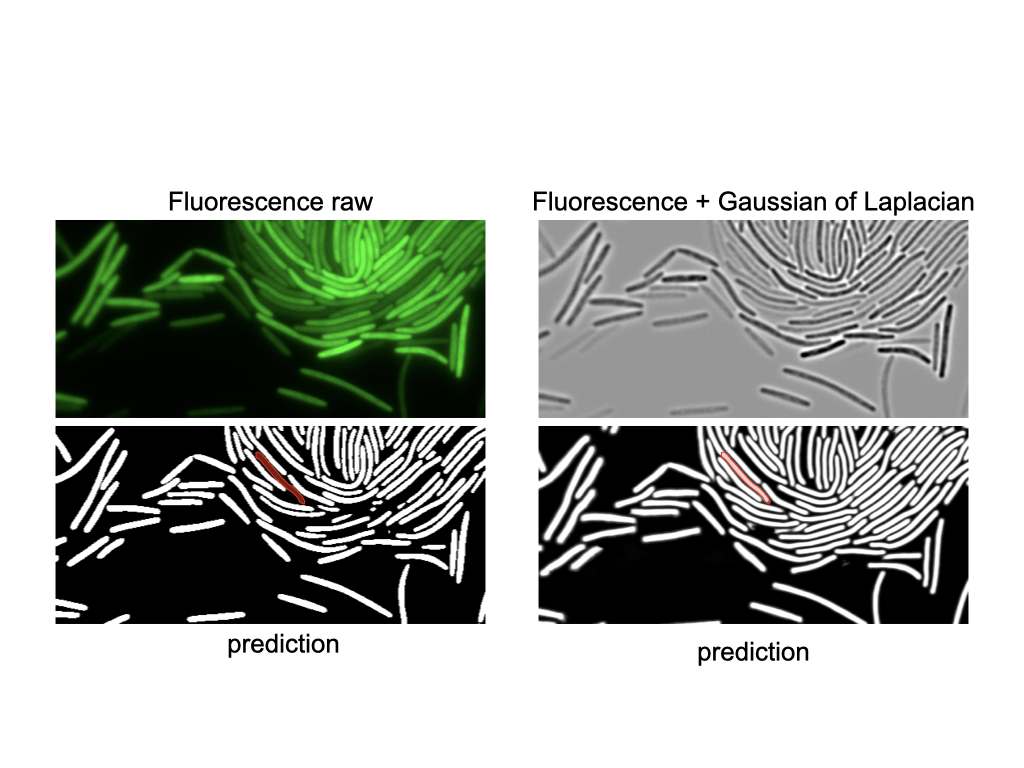 Fluorescence raw
Fluorescence + Gaussian of Laplacian
prediction
prediction